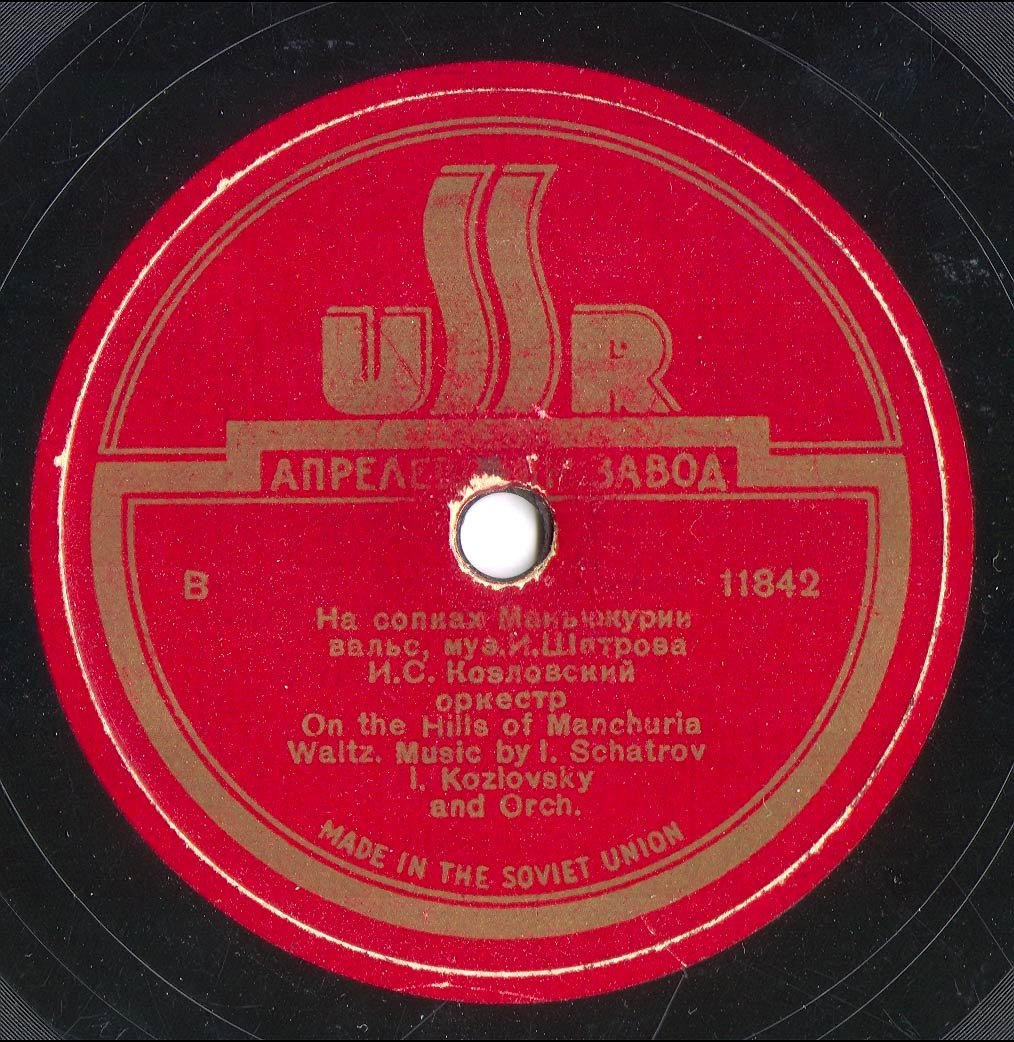 USSR
ЗАВОД
В 11842
На сопках Маньчжурии
вальс, муз.И.Шатрова
И.С. Козловский
оркестр
On the Hills of Manchuria
Waltz. Music by I. Schatrov
I. Kozlovsky
and Orch.
MADE IN THE SOVIET UNION